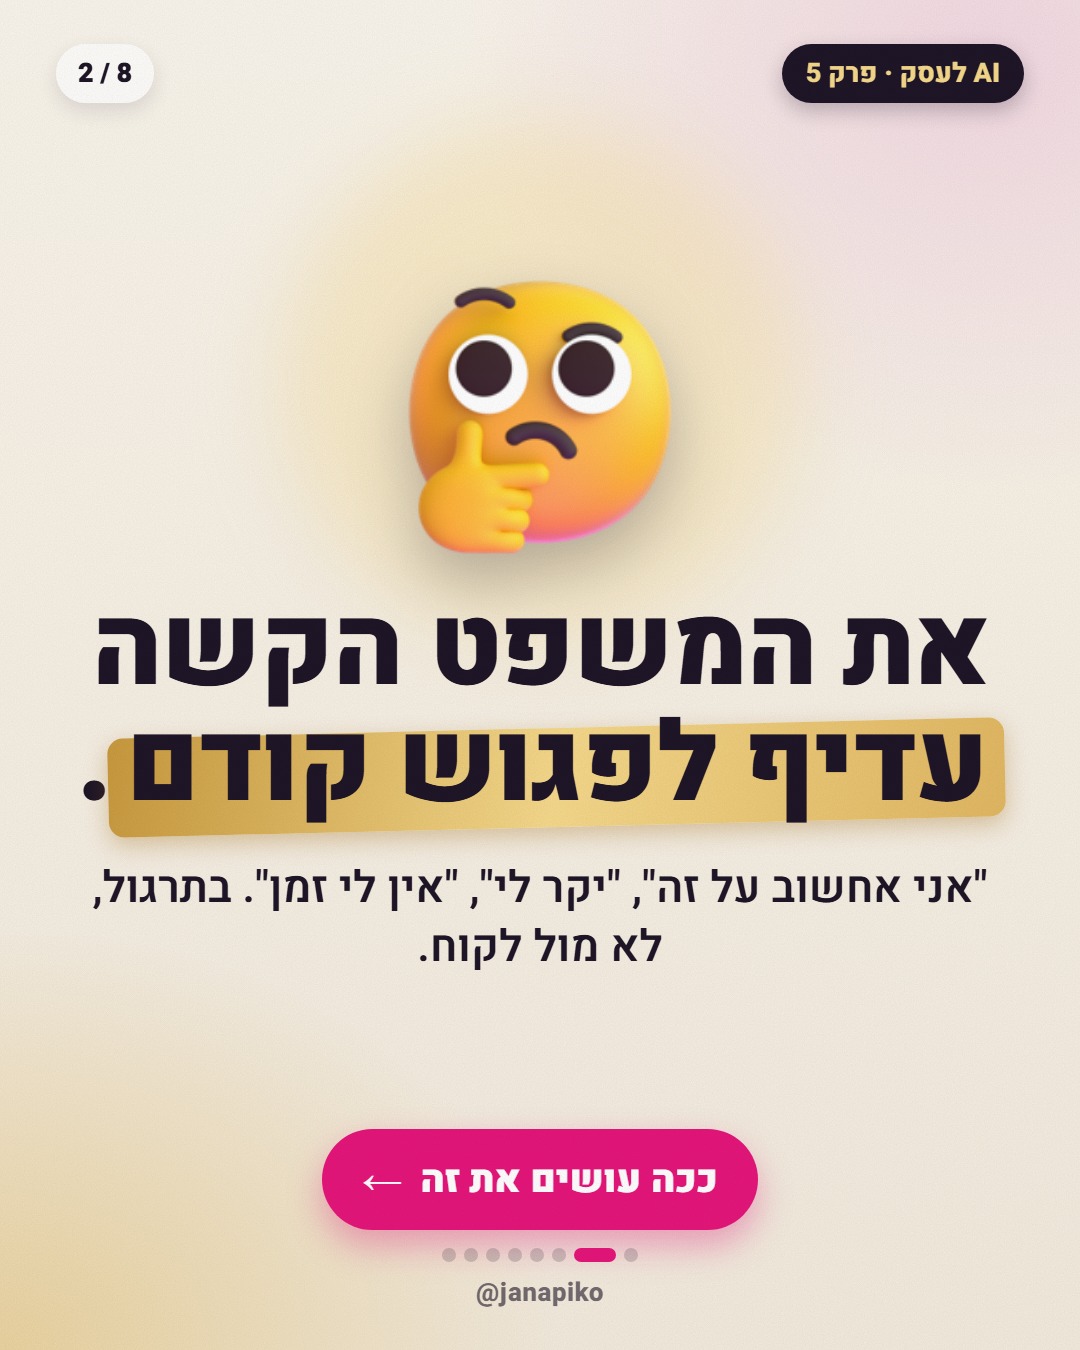 AI לעסק · פרק 5
2 / 8
את המשפט הקשה
עדיף לפגוש קודם.
"אני אחשוב על זה", "יקר לי", "אין לי זמן". בתרגול,
לא מול לקוח.
ככה עושים את זה ←
@janapiko